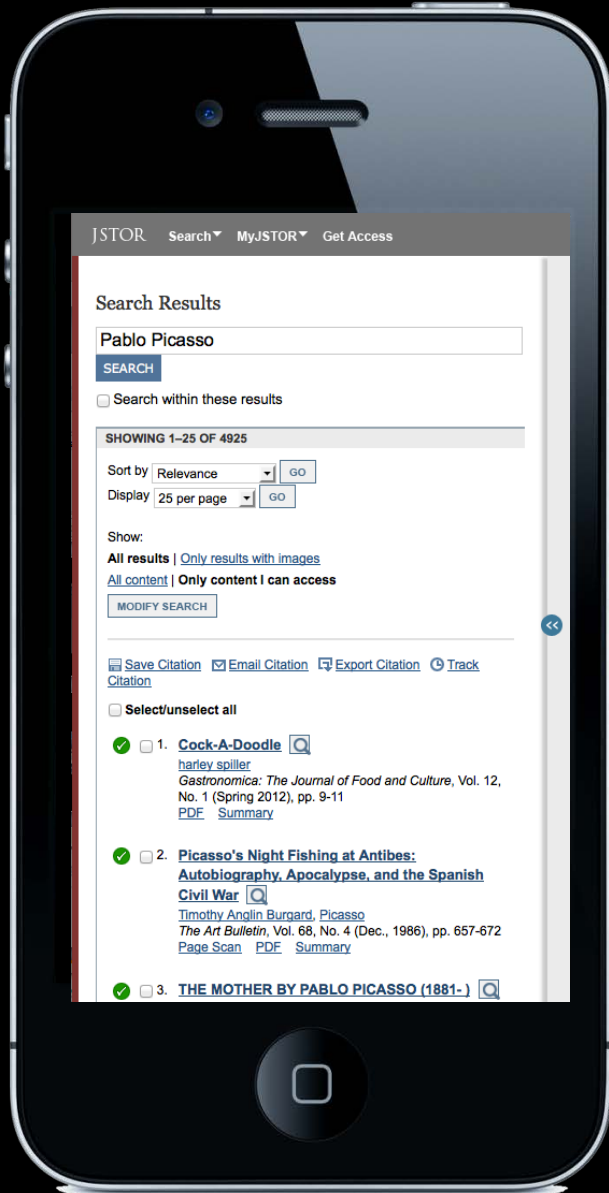 JSTOR Search MyJSTOR Get Access
Search Results
Pablo Picasso
SEARCH
Search within these results
SHOWING 1–25 OF 4925
Sort by Relevance GO
Display 25 per page GO
Show:
All results | Only results with images
All content | Only content I can access
MODIFY SEARCH
<<
Save Citation Email Citation Export Citation Track
Citation
Select/unselect all
1. Cock-A-Doodle
harley spiller
Gastronomica: The Journal of Food and Culture, Vol. 12,
No. 1 (Spring 2012), pp. 9-11
PDF Summary
2. Picasso's Night Fishing at Antibes:
Autobiography, Apocalypse, and the Spanish
Civil War
Timothy Anglin Burgard, Picasso
The Art Bulletin, Vol. 68, No. 4 (Dec., 1986), pp. 657-672
Page Scan PDF Summary
3. THE MOTHER BY PABLO PICASSO (1881- )